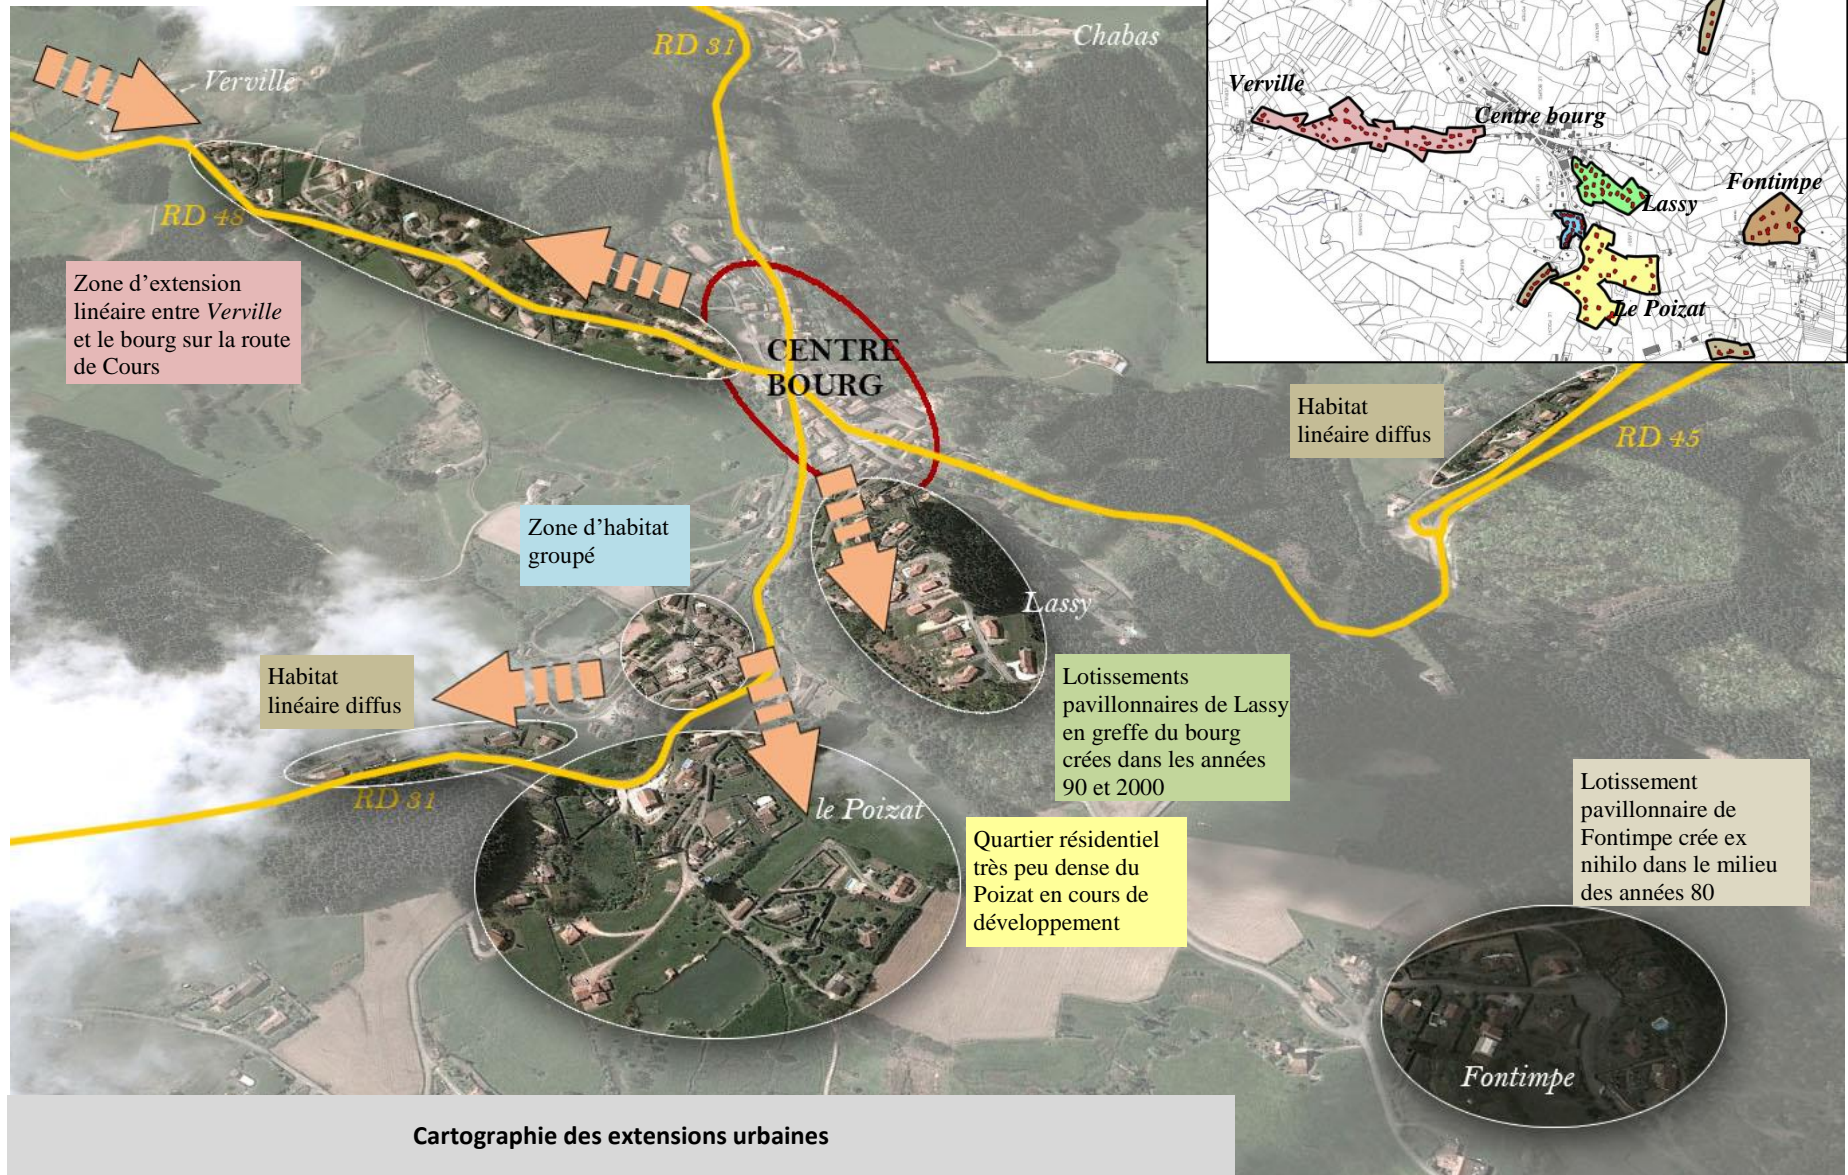 RD 31
Chabas
Verville
Verville
Centre bourg
Fontimpe
Lassy
Le Poizat
RD 48
Zone d’extension
linéaire entre Verville
et le bourg sur la route
de Cours
CENTRE
BOURG
Habitat
linéaire diffus
RD 45
Zone d’habitat
groupé
Lassy
Habitat
linéaire diffus
Lotissements
pavillonnaires de Lassy
en greffe du bourg
crées dans les années
90 et 2000
RD 31
le Poizat
Quartier résidentiel
très peu dense du
Poizat en cours de
développement
Lotissement
pavillonnaire de
Fontimpe crée ex
nihilo dans le milieu
des années 80
Fontimpe
Cartographie des extensions urbaines